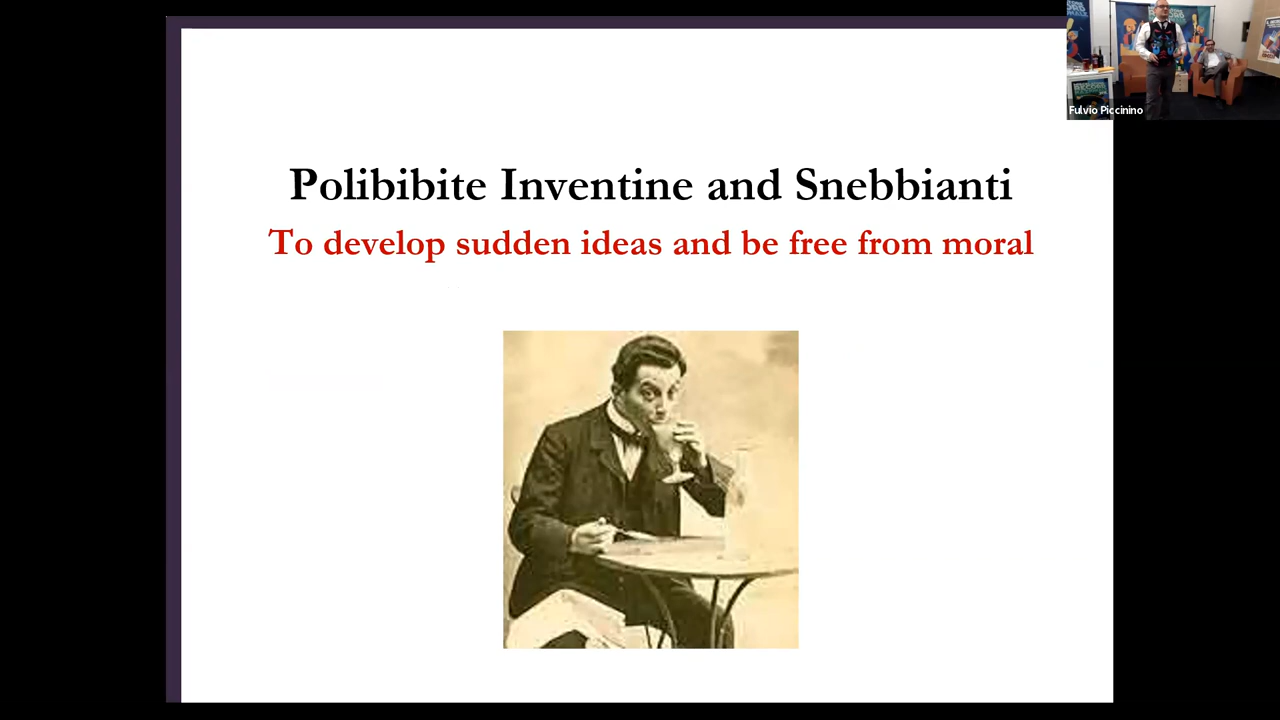 Polibibite Inventine and Snebbianti
To develop sudden ideas and be free from moral
Fulvio Piccinino